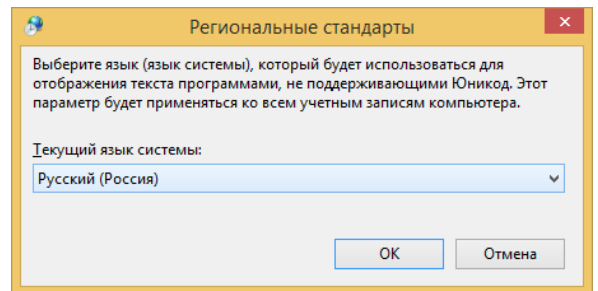 Региональные стандарты
Выберите язык (язык системы), который будет использоваться для
отображения текста программами, не поддерживающими Юникод. Этот
параметр будет применяться ко всем учетным записям компьютера.
Текущий язык системы:
Русский (Россия)
ОК Отмена